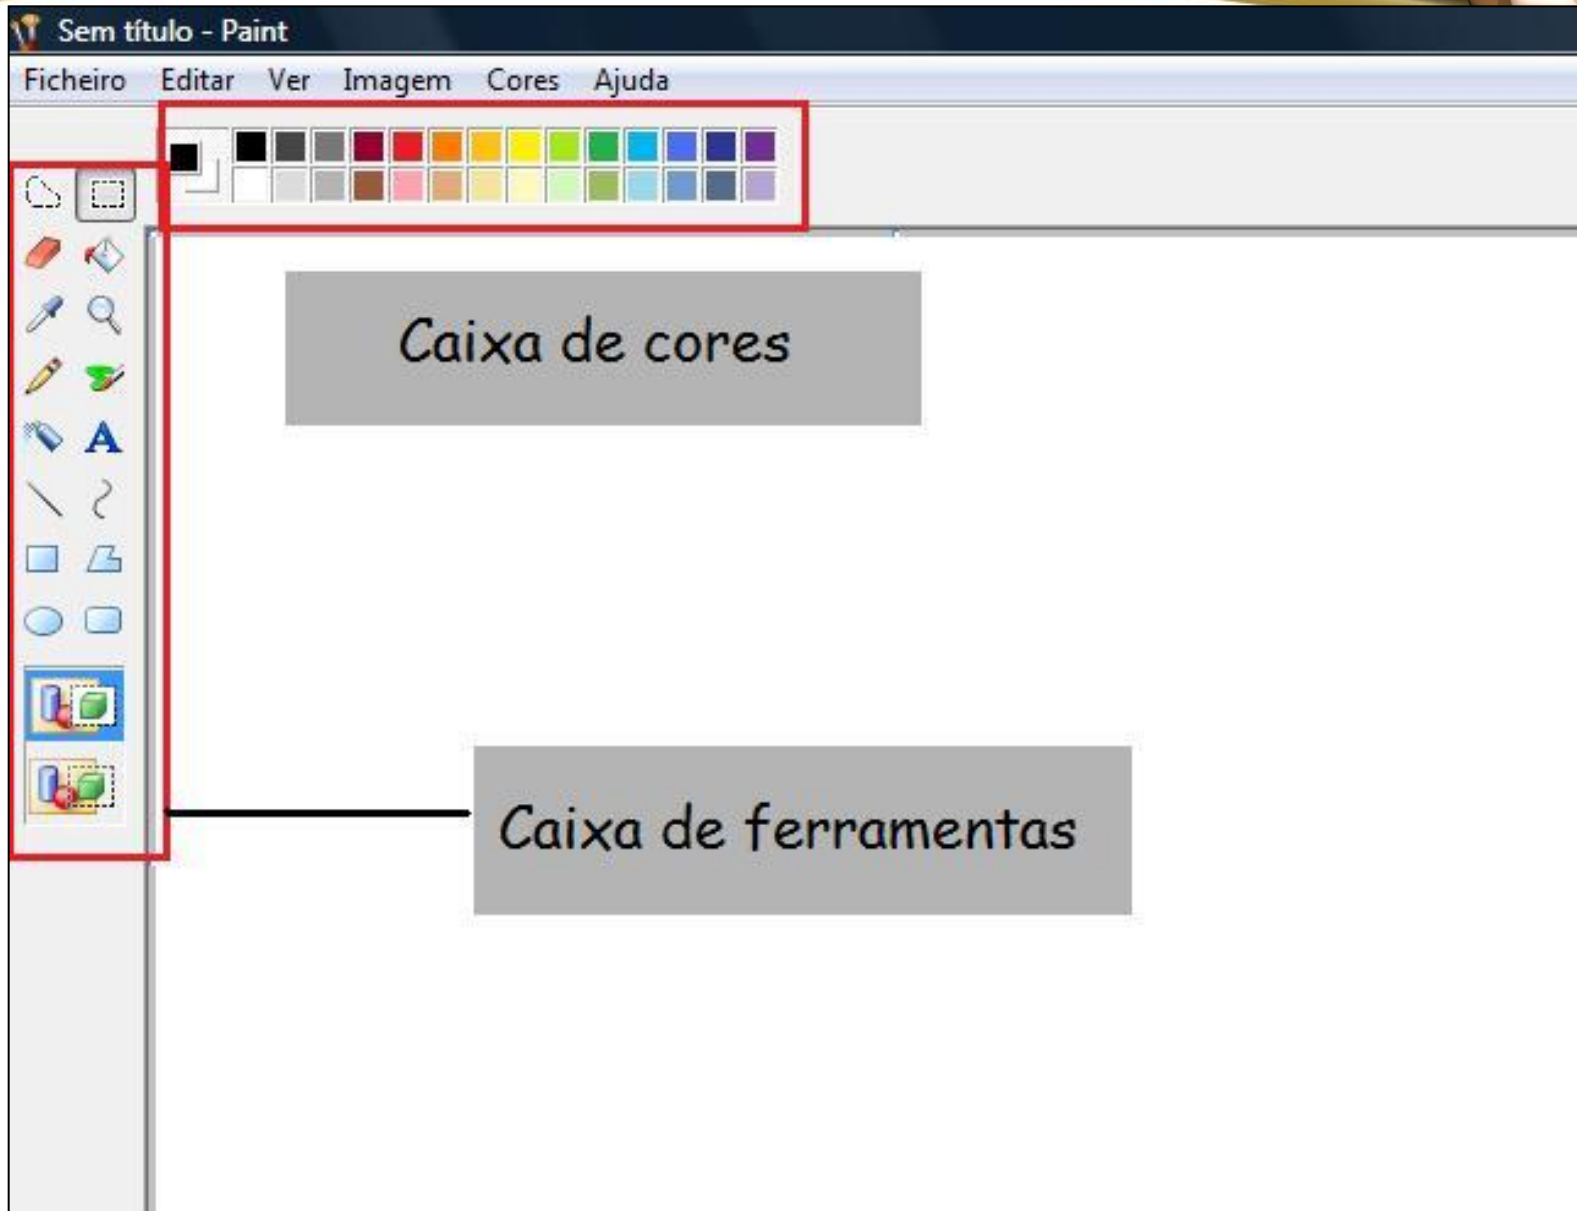 Sem título - Paint
Ficheiro Editar Ver Imagem Cores Ajuda
A
Caixa de cores
Caixa de ferramentas